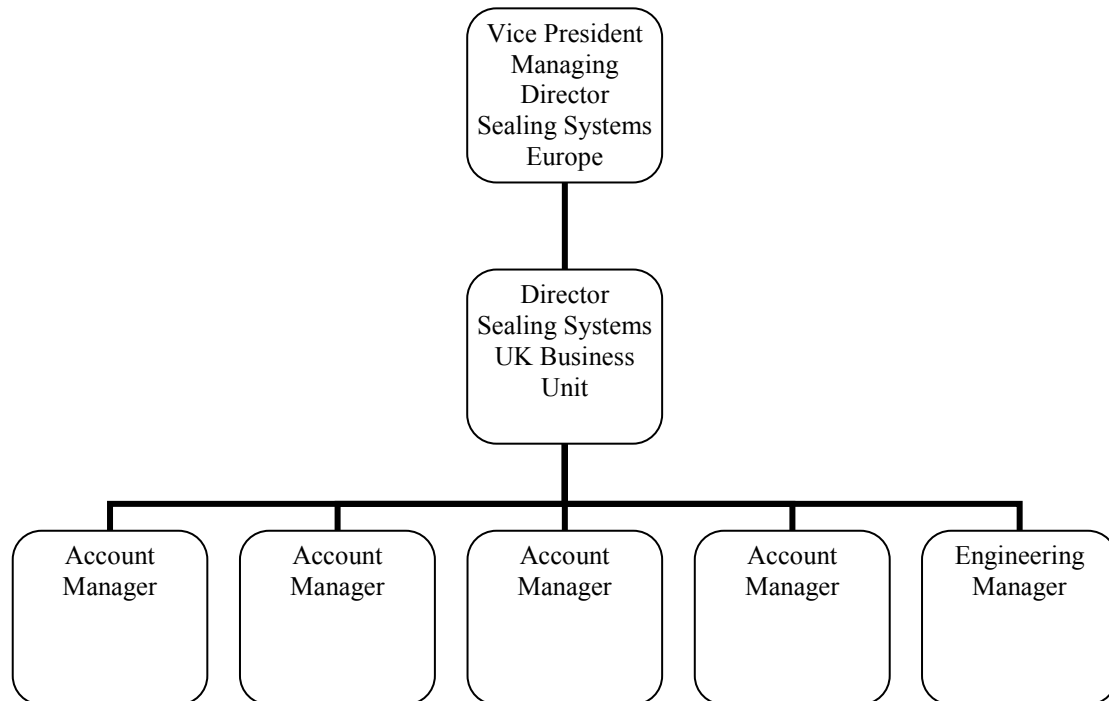 Vice President
Managing
Director
Sealing Systems
Europe
Director
Sealing Systems
UK Business
Unit
Account
Manager
Account
Manager
Account
Manager
Account
Manager
Engineering
Manager